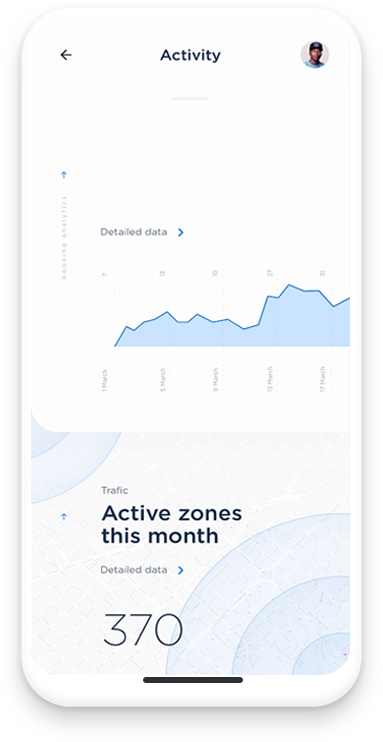 Activity
booking analytics
Detailed data
7
13
10
27
31
1 March
5 March
9 March
13 March
17 March
Trafic
Active zones
this month
Detailed data
370